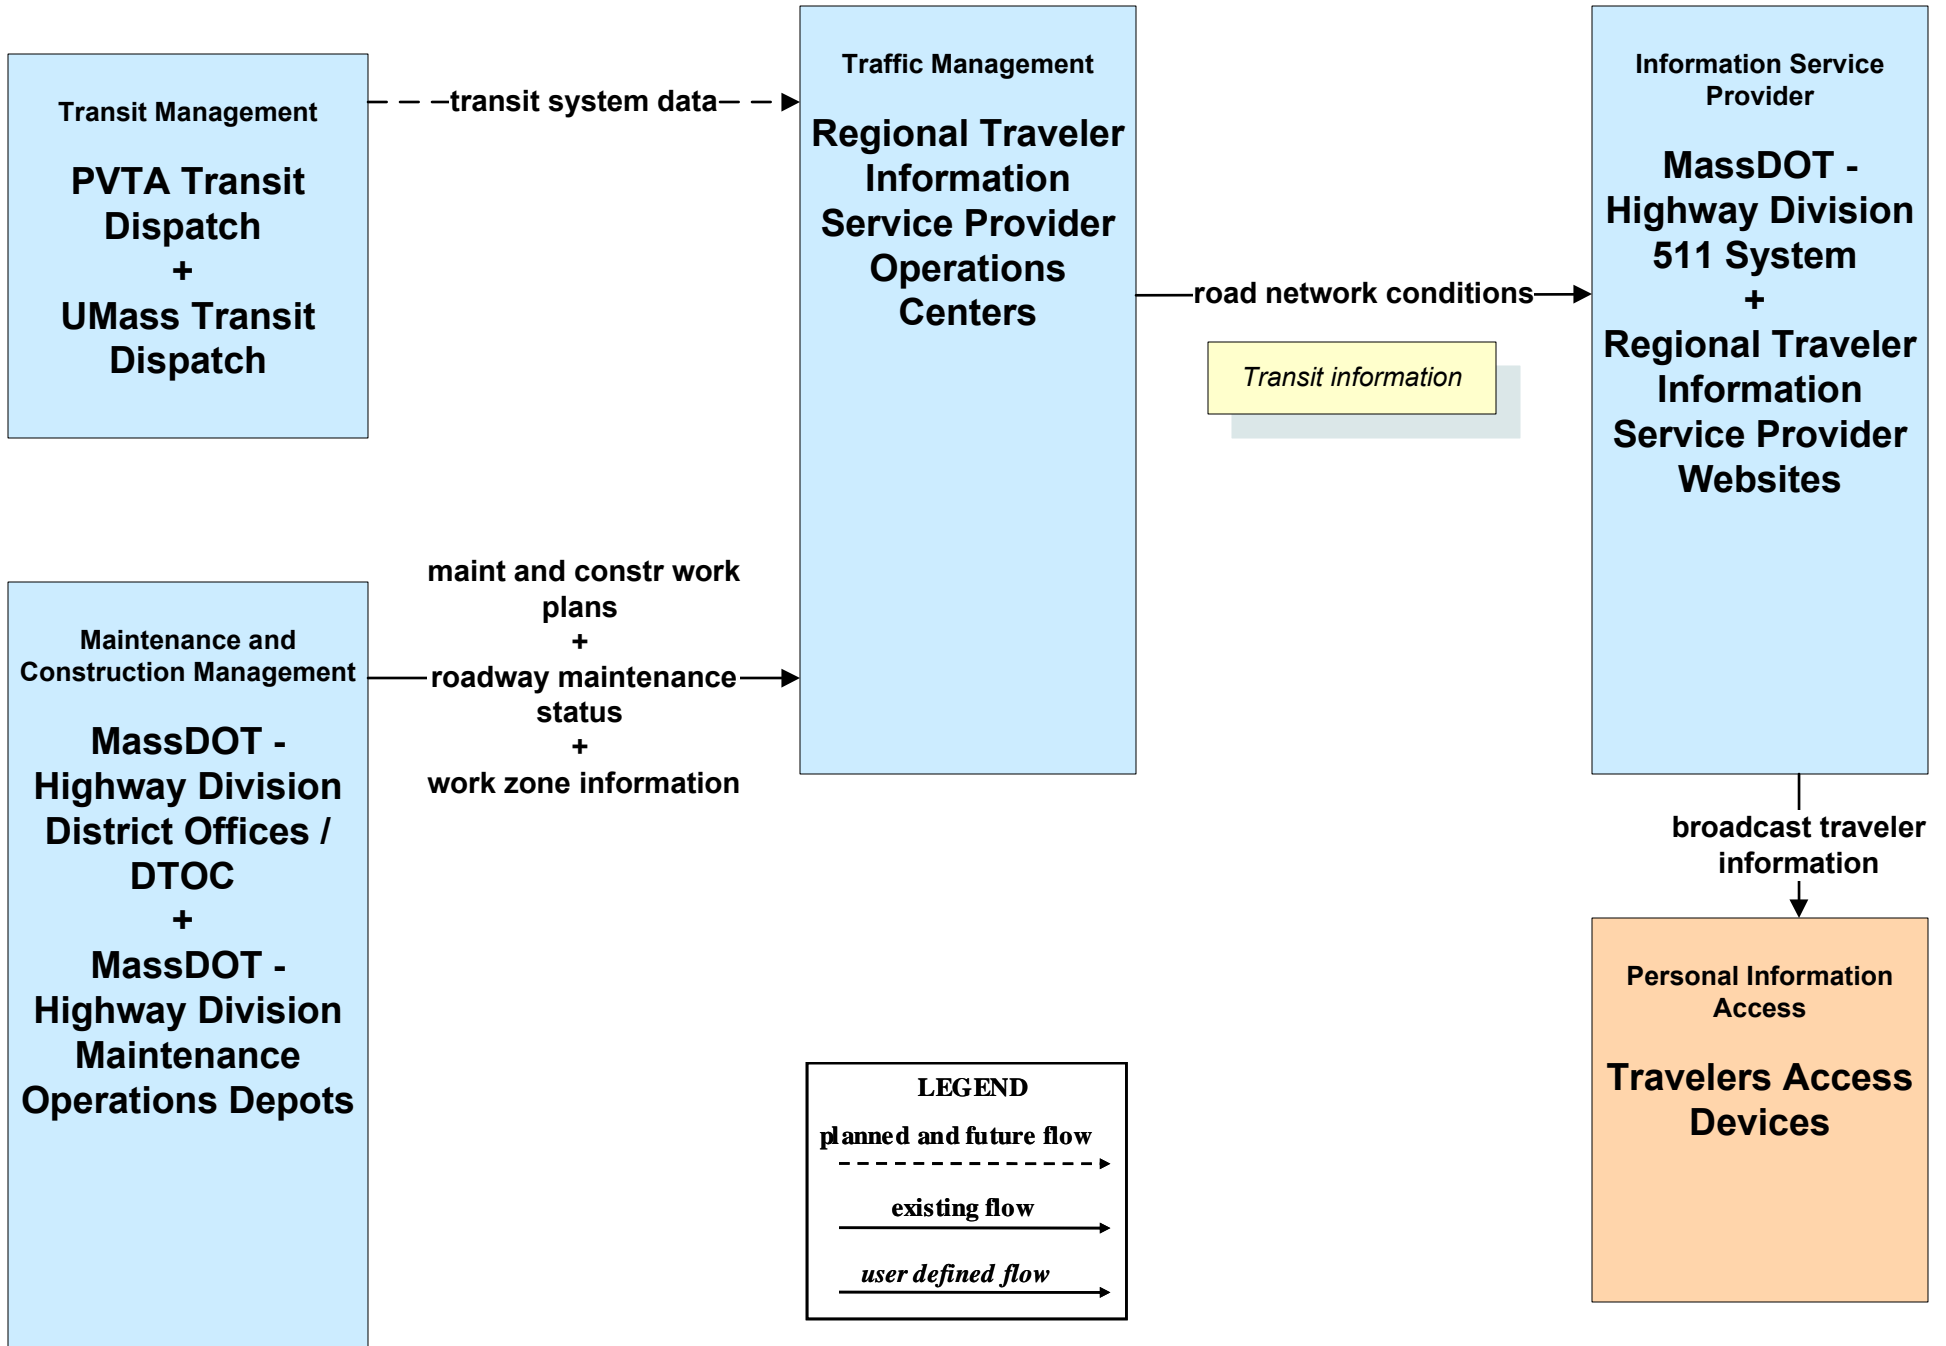 Transit Management
PVTA Transit
Dispatch
+
UMass Transit
Dispatch
transit system data
Traffic Management
Regional Traveler
Information
Service Provider
Operations
Centers
road network conditions
Transit information
Information Service
Provider
MassDOT -
Highway Division
511 System
+
Regional Traveler
Information
Service Provider
Websites
Maintenance and
Construction Management
MassDOT -
Highway Division
District Offices /
DTOC
+
MassDOT -
Highway Division
Maintenance
Operations Depots
maint and constr work
plans
+
roadway maintenance
status
+
work zone information
broadcast traveler
information
Personal Information
Access
Travelers Access
Devices
LEGEND
planned and future flow
existing flow
user defined flow